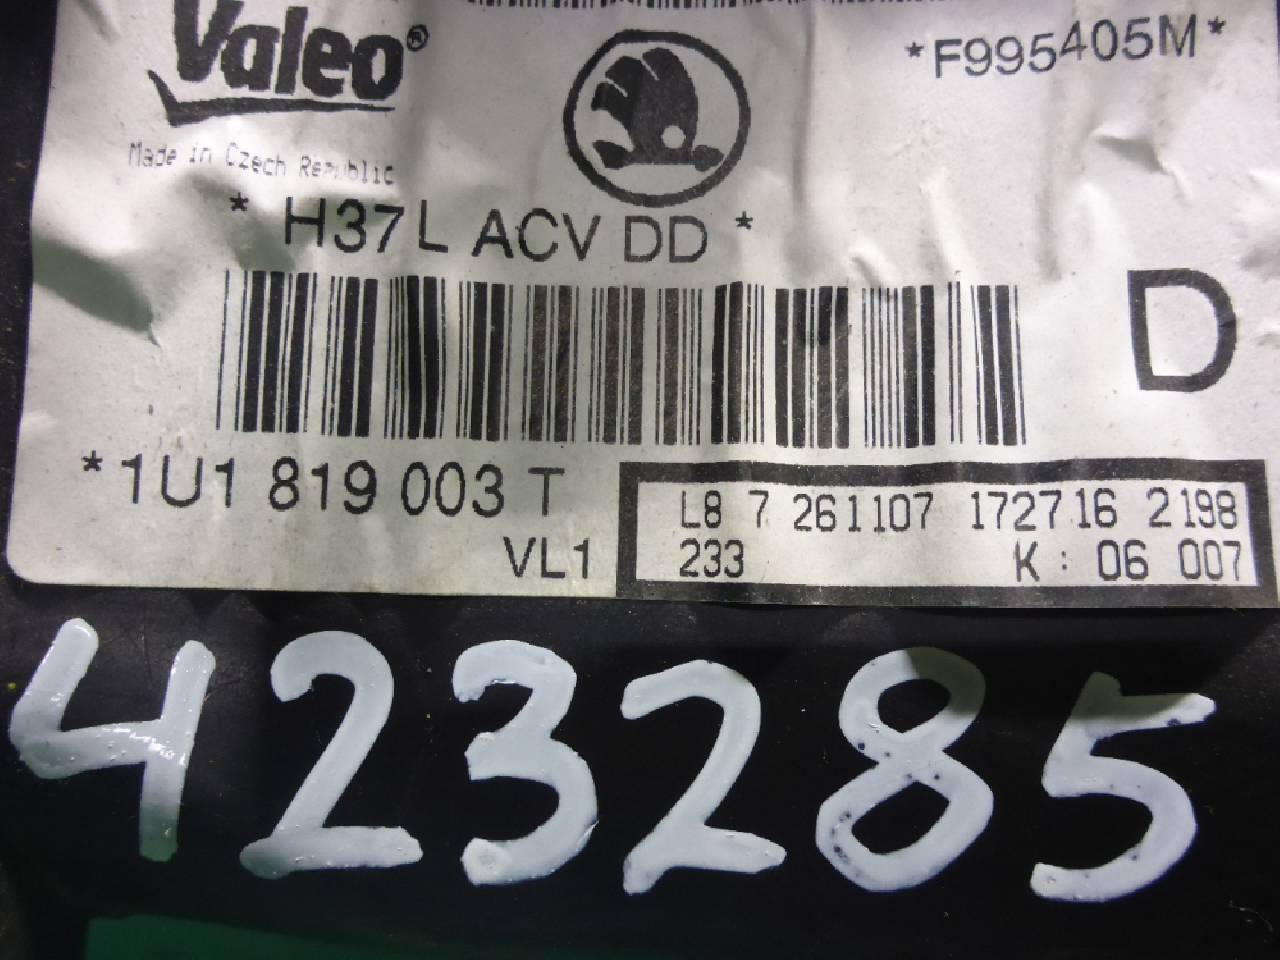 Valeo®
*F995405M*
Made in Czech Republic
* H37 L ACV DD *
D
*1U1 819 003 T
VL1
L8 7 261107 172716 2198
233 K: 06 007
423285